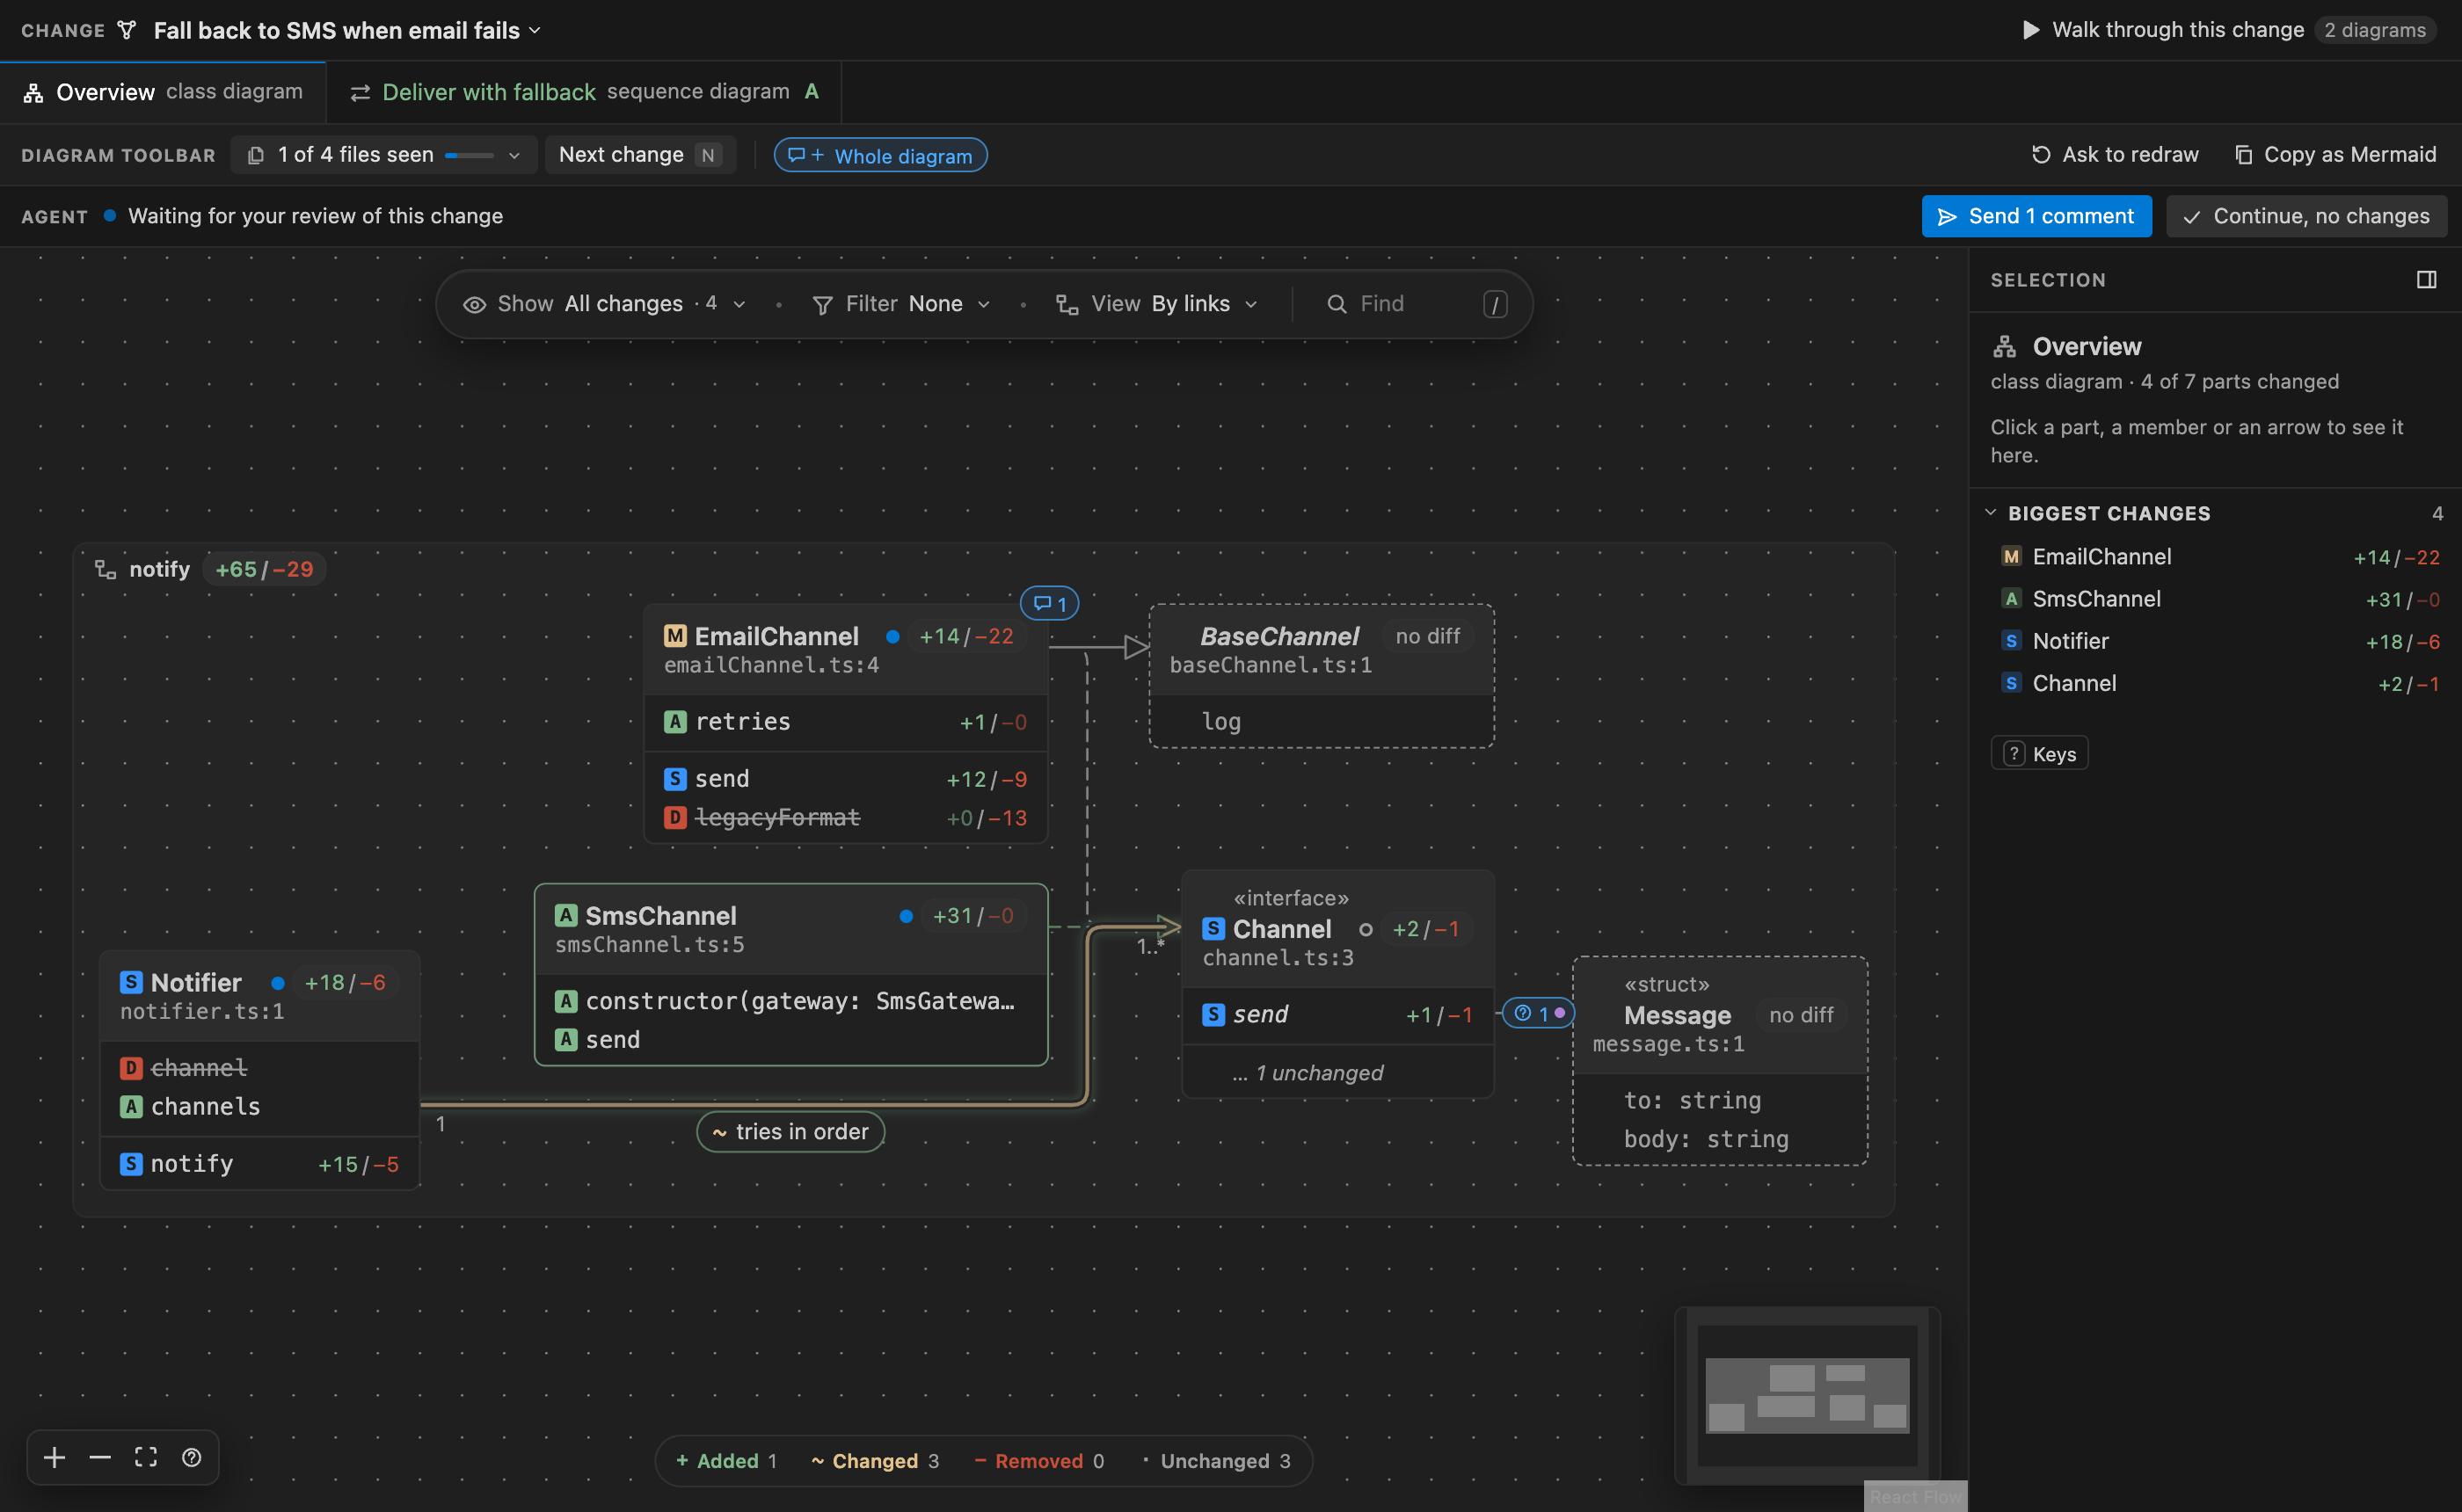 CHANGE Fall back to SMS when email fails
Walk through this change 2 diagrams
Overview class diagram
Deliver with fallback sequence diagram A
DIAGRAM TOOLBAR 1 of 4 files seen Next change N Whole diagram
Ask to redraw Copy as Mermaid
AGENT Waiting for your review of this change
Send 1 comment Continue, no changes
Show All changes · 4 Filter None View By links Find /
SELECTION
Overview
class diagram · 4 of 7 parts changed
Click a part, a member or an arrow to see it
here.
BIGGEST CHANGES 4
M EmailChannel +14/−22
A SmsChannel +31/−0
S Notifier +18/−6
S Channel +2/−1
? Keys
notify +65/−29
1
M EmailChannel +14/−22
emailChannel.ts:4
A retries +1/−0
S send +12/−9
D legacyFormat +0/−13
BaseChannel no diff
baseChannel.ts:1
log
A SmsChannel +31/−0
smsChannel.ts:5
A constructor(gateway: SmsGatewa…
A send
«interface»
S Channel +2/−1
channel.ts:3
S send +1/−1
… 1 unchanged
1..*
S Notifier +18/−6
notifier.ts:1
D channel
A channels
S notify +15/−5
1
~ tries in order
? 1
«struct»
Message no diff
message.ts:1
to: string
body: string
+ Added 1 ~ Changed 3 − Removed 0 · Unchanged 3
React Flow